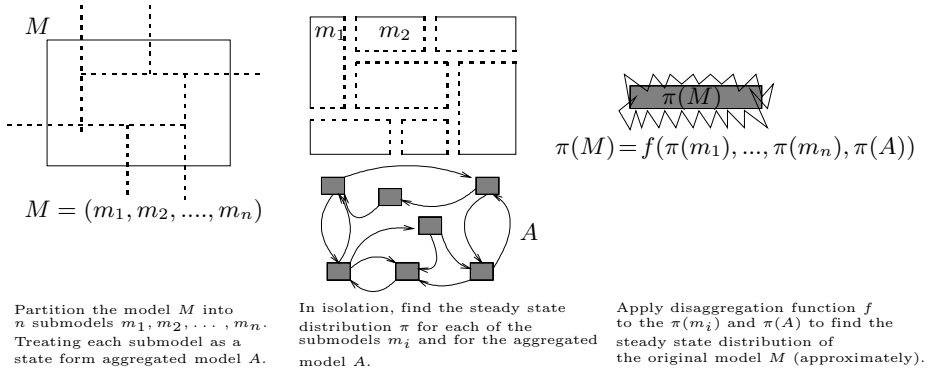 M
M = (m₁, m₂, ...., mₙ)
Partition the model M into
n submodels m₁, m₂, . . . , mₙ.
Treating each submodel as a
state form aggregated model A.
m₁ m₂
A
In isolation, find the steady state
distribution π for each of the
submodels mᵢ and for the aggregated
model A.
π(M)
π(M)=f(π(m₁), ..., π(mₙ), π(A))
Apply disaggregation function f
to the π(mᵢ) and π(A) to find the
steady state distribution of
the original model M (approximately).